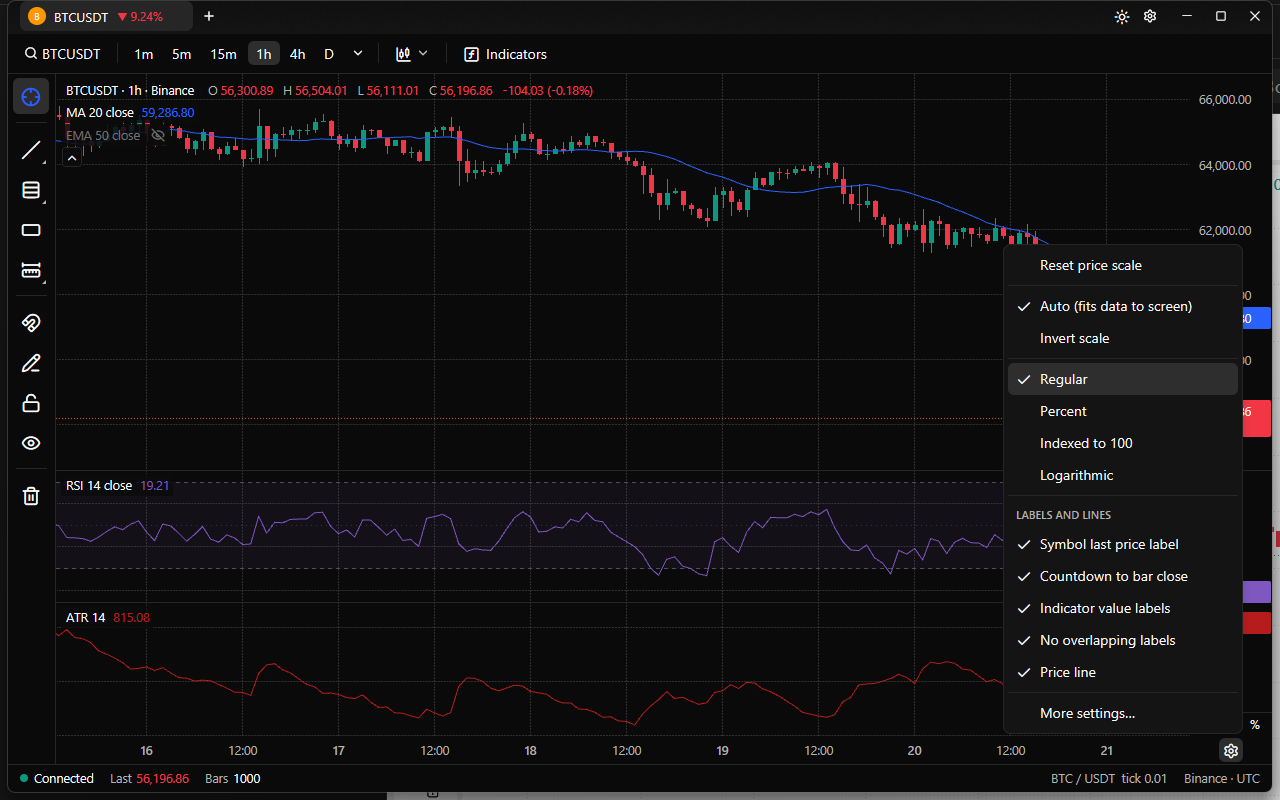 BTCUSDT ▼9.24% +
BTCUSDT 1m 5m 15m 1h 4h D Indicators
BTCUSDT · 1h · Binance O 56,300.89 H 56,504.01 L 56,111.01 C 56,196.86 -104.03 (-0.18%)
MA 20 close 59,286.80
EMA 50 close
66,000.00
64,000.00
62,000.00
Reset price scale
Auto (fits data to screen)
Invert scale
Regular
Percent
Indexed to 100
Logarithmic
LABELS AND LINES
Symbol last price label
Countdown to bar close
Indicator value labels
No overlapping labels
Price line
More settings...
RSI 14 close 19.21
ATR 14 815.08
%
16 12:00 17 12:00 18 12:00 19 12:00 20 12:00 21
Connected Last 56,196.86 Bars 1000 BTC / USDT tick 0.01 Binance · UTC